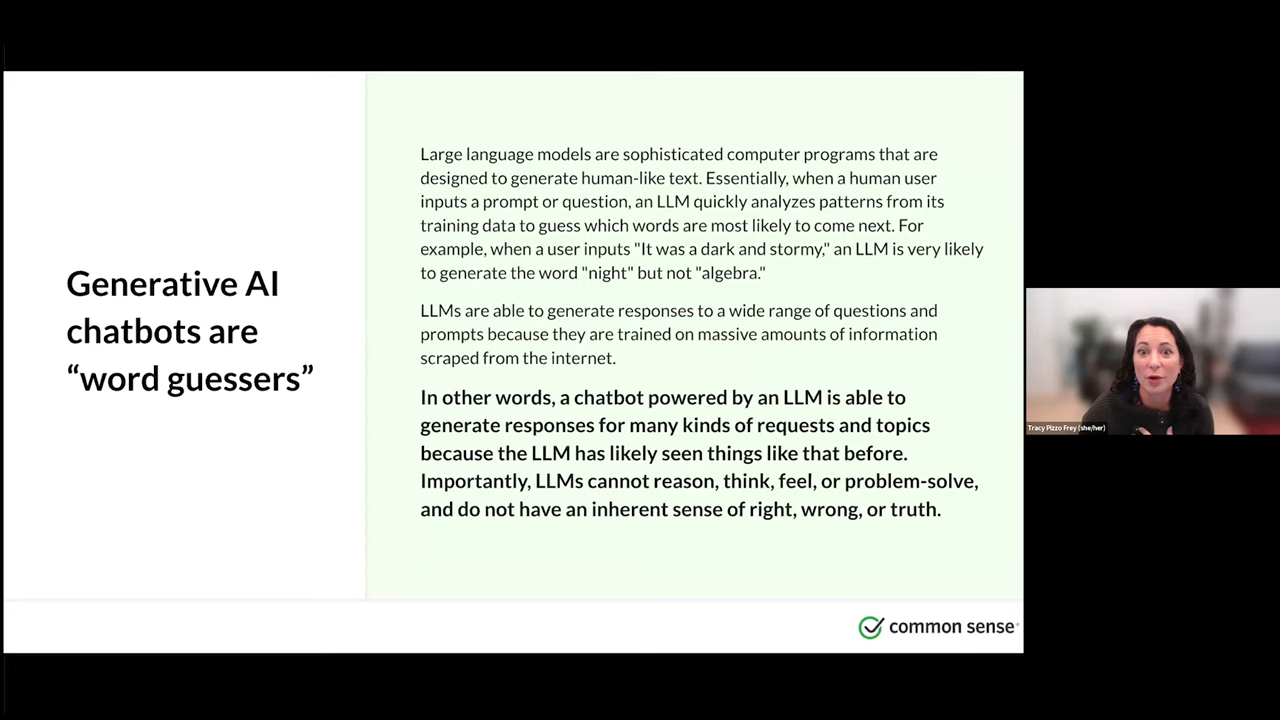 Generative AI
chatbots are
“word guessers”
Large language models are sophisticated computer programs that are
designed to generate human-like text. Essentially, when a human user
inputs a prompt or question, an LLM quickly analyzes patterns from its
training data to guess which words are most likely to come next. For
example, when a user inputs "It was a dark and stormy," an LLM is very likely
to generate the word "night" but not "algebra."
LLMs are able to generate responses to a wide range of questions and
prompts because they are trained on massive amounts of information
scraped from the internet.
In other words, a chatbot powered by an LLM is able to
generate responses for many kinds of requests and topics
because the LLM has likely seen things like that before.
Importantly, LLMs cannot reason, think, feel, or problem-solve,
and do not have an inherent sense of right, wrong, or truth.
common sense
Tracy Pizzo Frey (she/her)